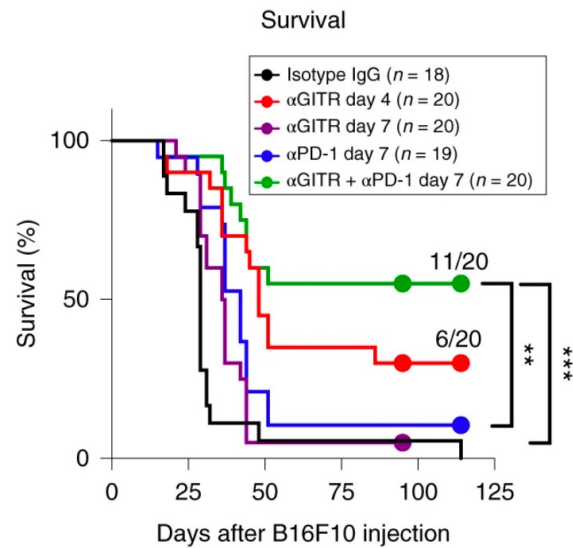 Survival
Isotype IgG (n = 18)
αGITR day 4 (n = 20)
αGITR day 7 (n = 20)
αPD-1 day 7 (n = 19)
αGITR + αPD-1 day 7 (n = 20)
100
50
0
Survival (%)
11/20
6/20
**
***
0 25 50 75 100 125
Days after B16F10 injection